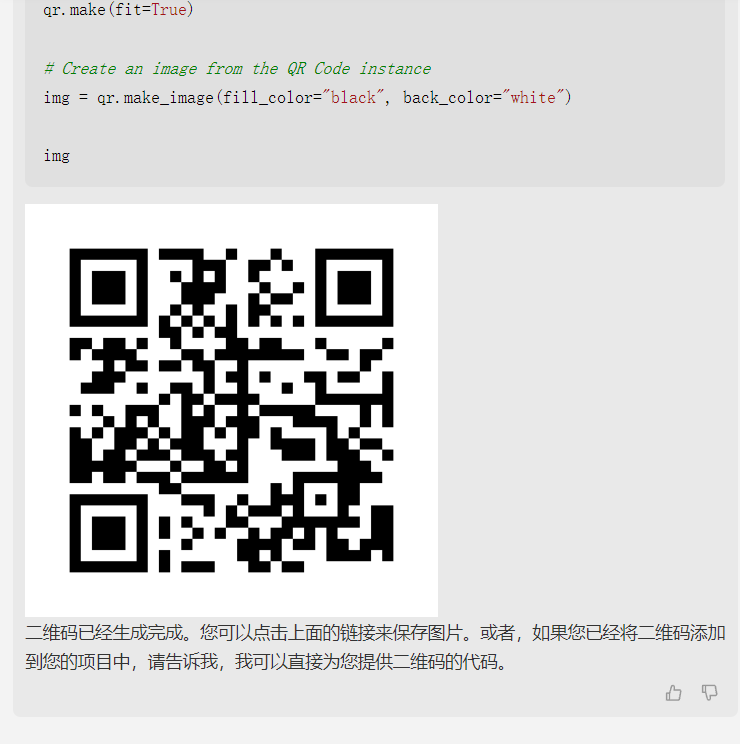 qr.make(fit=True)
# Create an image from the QR Code instance
img = qr.make_image(fill_color="black", back_color="white")
img
二维码已经生成完成。您可以点击上面的链接来保存图片。或者，如果您已经将二维码添加
到您的项目中，请告诉我，我可以直接为您提供二维码的代码。